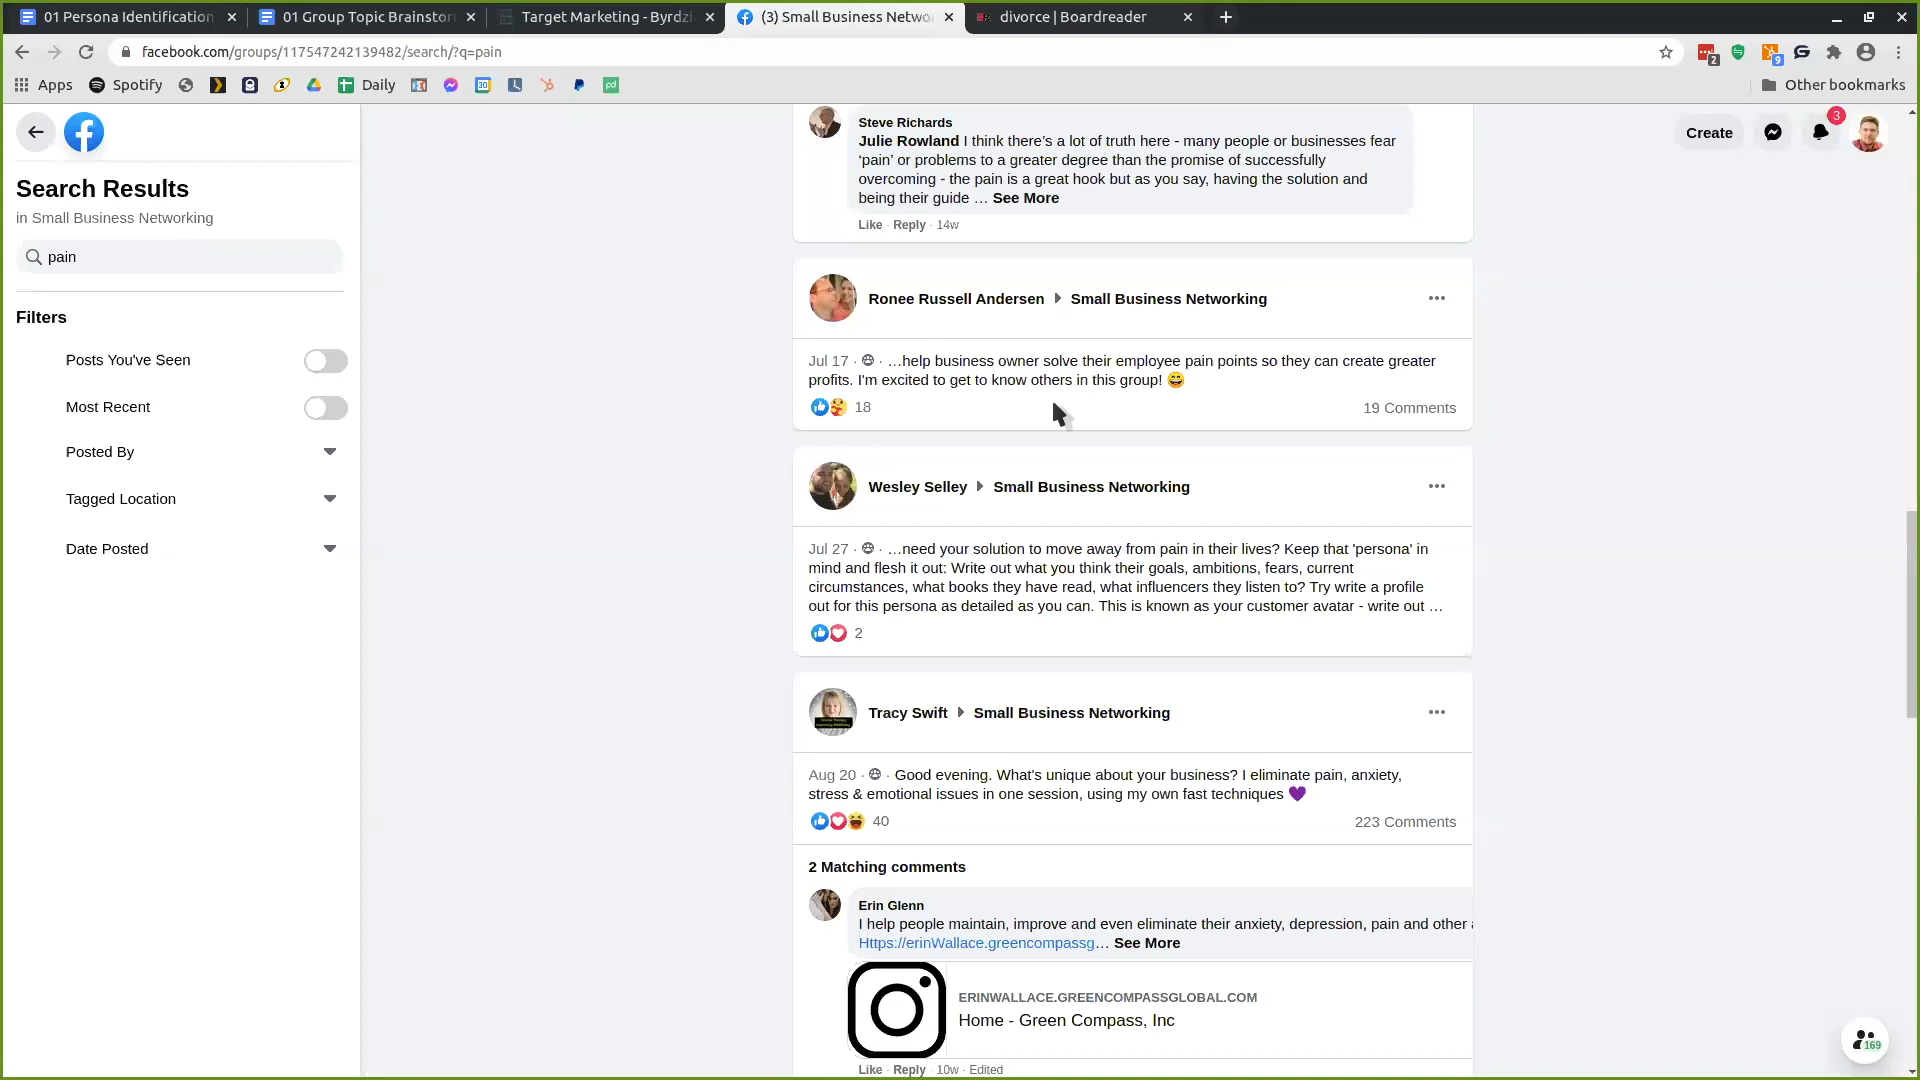 01 Persona Identification
01 Group Topic Brainstor
Target Marketing - Byrdzi
(3) Small Business Netwo
divorce | Boardreader
facebook.com/groups/117547242139482/search/?q=pain
2
9
Apps
Spotify
30
Daily
pd
Other bookmarks
Create
3
Search Results
in Small Business Networking
pain
Filters
Posts You've Seen
Most Recent
Posted By
Tagged Location
Date Posted
Steve Richards
Julie Rowland I think there's a lot of truth here - many people or businesses fear
'pain' or problems to a greater degree than the promise of successfully
overcoming - the pain is a great hook but as you say, having the solution and
being their guide … See More
Like · Reply · 14w
Ronee Russell Andersen Small Business Networking
Jul 17 · …help business owner solve their employee pain points so they can create greater
profits. I'm excited to get to know others in this group! 😄
18
19 Comments
Wesley Selley Small Business Networking
Jul 27 · …need your solution to move away from pain in their lives? Keep that 'persona' in
mind and flesh it out: Write out what you think their goals, ambitions, fears, current
circumstances, what books they have read, what influencers they listen to? Try write a profile
out for this persona as detailed as you can. This is known as your customer avatar - write out …
2
Tracy Swift Small Business Networking
Aug 20 · Good evening. What's unique about your business? I eliminate pain, anxiety,
stress & emotional issues in one session, using my own fast techniques 💜
40
223 Comments
2 Matching comments
Erin Glenn
I help people maintain, improve and even eliminate their anxiety, depression, pain and other
Https://erinWallace.greencompassg… See More
ERINWALLACE.GREENCOMPASSGLOBAL.COM
Home - Green Compass, Inc
Like · Reply · 10w · Edited
169